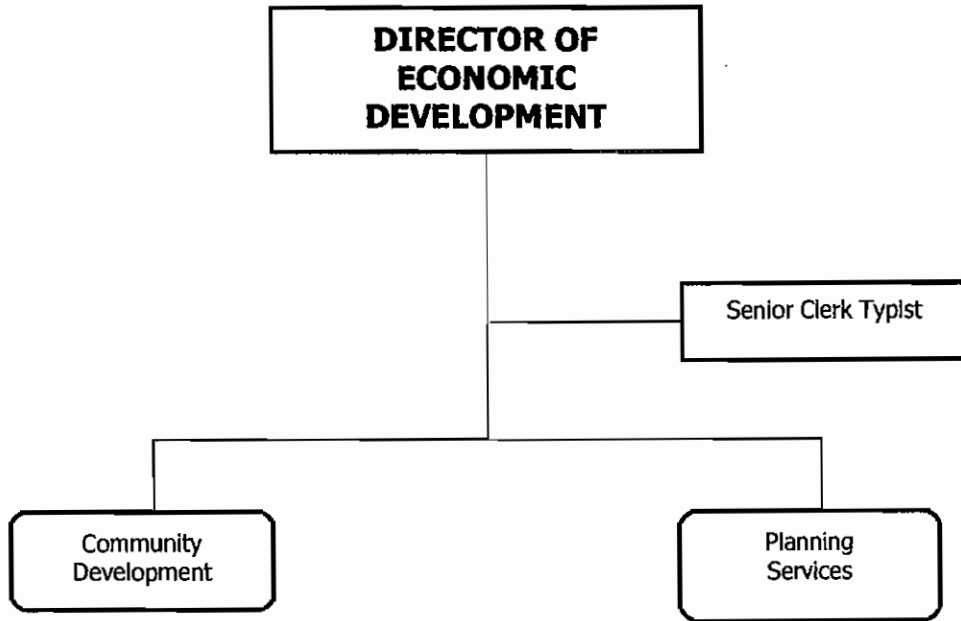 DIRECTOR OF
ECONOMIC
DEVELOPMENT
Senior Clerk Typist
Community
Development
Planning
Services